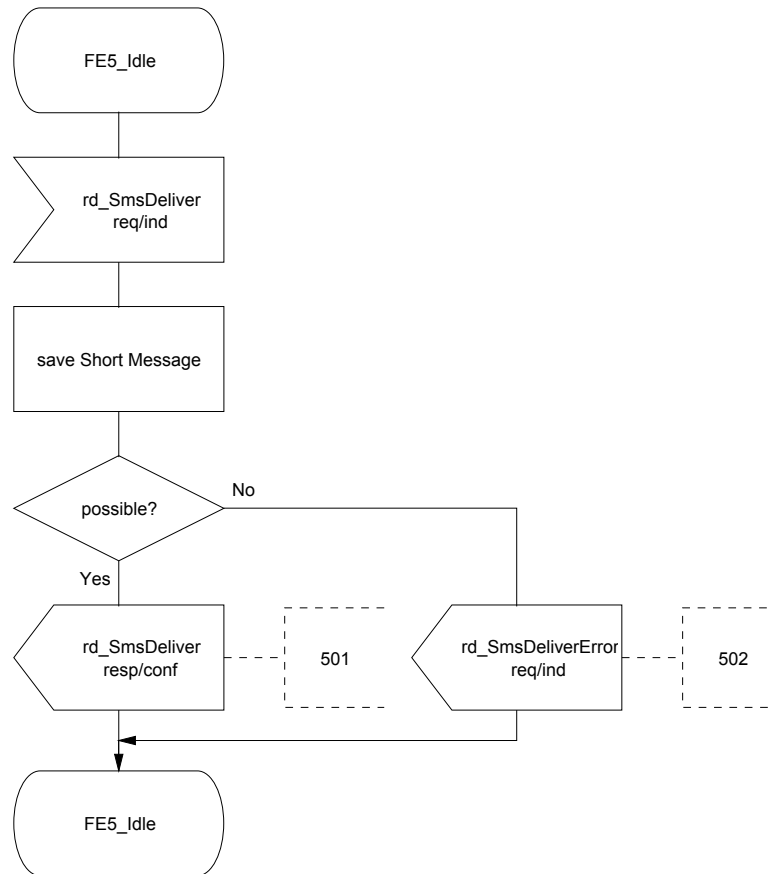 FE5_Idle
rd_SmsDeliver
req/ind
save Short Message
possible?
No
Yes
rd_SmsDeliver
resp/conf
501
rd_SmsDeliverError
req/ind
502
FE5_Idle